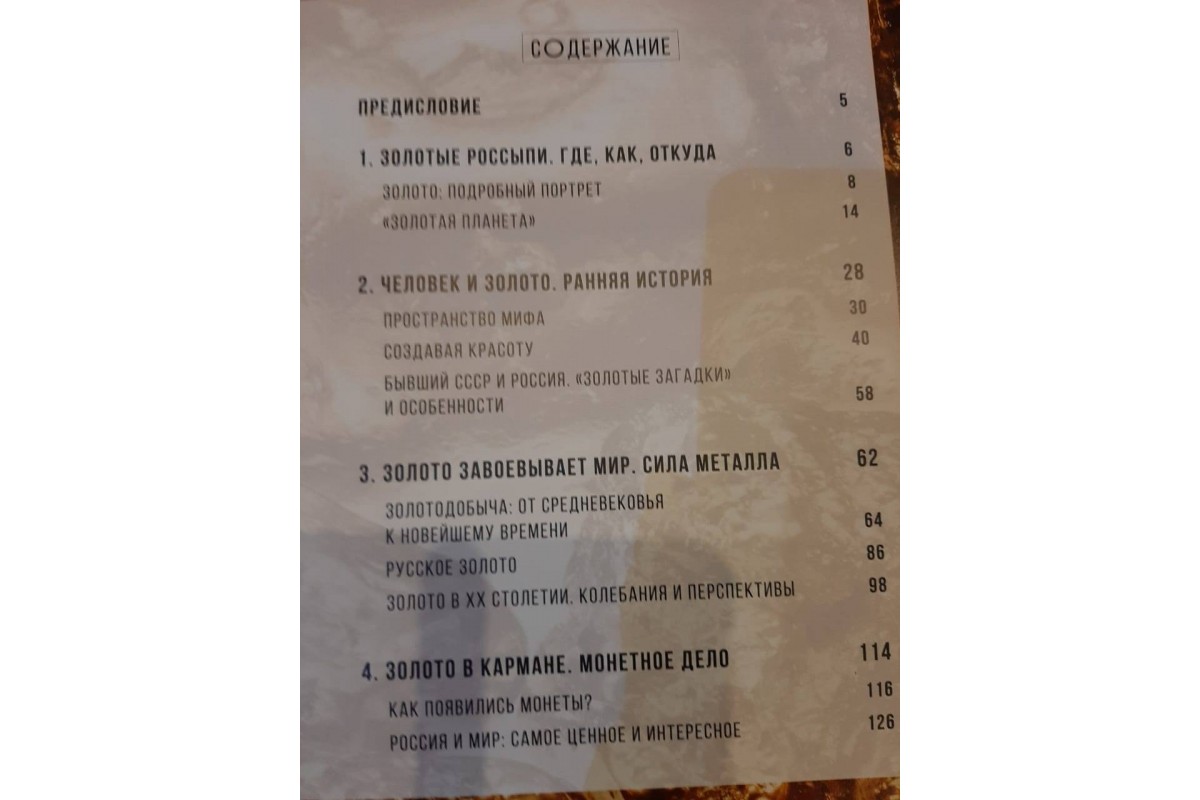 СОДЕРЖАНИЕ
ПРЕДИСЛОВИЕ 5
1. ЗОЛОТЫЕ РОССЫПИ. ГДЕ, КАК, ОТКУДА 6
ЗОЛОТО: ПОДРОБНЫЙ ПОРТРЕТ 8
«ЗОЛОТАЯ ПЛАНЕТА» 14
2. ЧЕЛОВЕК И ЗОЛОТО. РАННЯЯ ИСТОРИЯ 28
ПРОСТРАНСТВО МИФА 30
СОЗДАВАЯ КРАСОТУ 40
БЫВШИЙ СССР И РОССИЯ. «ЗОЛОТЫЕ ЗАГАДКИ»
И ОСОБЕННОСТИ 58
3. ЗОЛОТО ЗАВОЕВЫВАЕТ МИР. СИЛА МЕТАЛЛА 62
ЗОЛОТОДОБЫЧА: ОТ СРЕДНЕВЕКОВЬЯ
К НОВЕЙШЕМУ ВРЕМЕНИ 64
РУССКОЕ ЗОЛОТО 86
ЗОЛОТО В XX СТОЛЕТИИ. КОЛЕБАНИЯ И ПЕРСПЕКТИВЫ 98
4. ЗОЛОТО В КАРМАНЕ. МОНЕТНОЕ ДЕЛО 114
КАК ПОЯВИЛИСЬ МОНЕТЫ? 116
РОССИЯ И МИР: САМОЕ ЦЕННОЕ И ИНТЕРЕСНОЕ 126